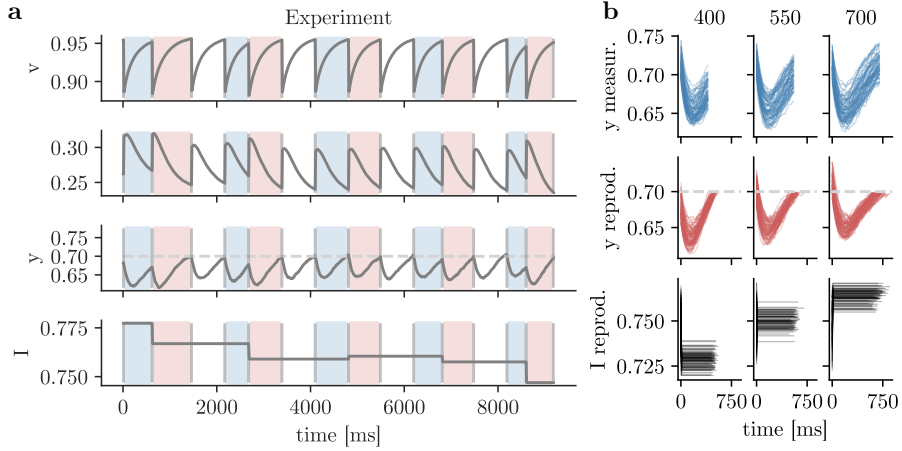 a
Experiment
0.95
0.90
v
0.30
0.25
0.75
0.70
0.65
y
0.775
0.750
I
0 2000 4000 6000 8000
time [ms]
b
400 550 700
0.75
0.70
0.65
y measur.
0.70
0.65
y reprod.
0.750
0.725
I reprod.
0 750 0 750 0 750
time [ms]